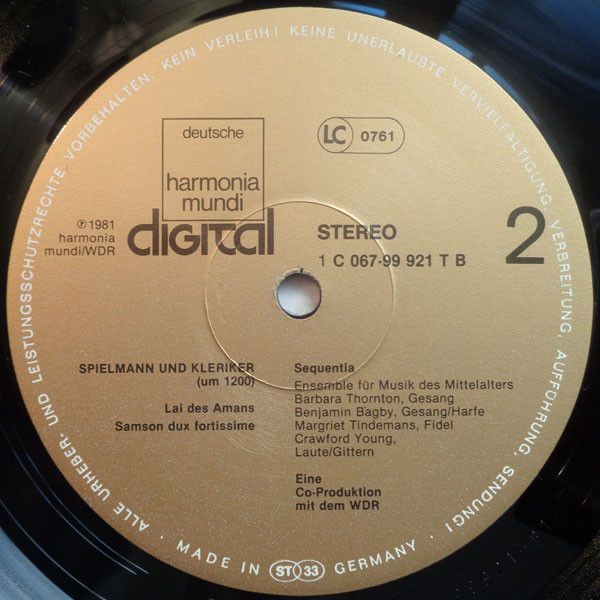 ALLE URHEBER- UND LEISTUNGSSCHUTZRECHTE VORBEHALTEN. KEIN VERLEIH! KEINE UNERLAUBTE VERVIELFÄLTIGUNG, VERBREITUNG, AUFFÜHRUNG, SENDUNG!
deutsche
harmonia
mundi
digital
LC 0761
℗ 1981
harmonia
mundi/WDR
STEREO
1 C 067-99 921 T B
2
SPIELMANN UND KLERIKER
(um 1200)
Lai des Amans
Samson dux fortissime
Sequentia
Ensemble für Musik des Mittelalters
Barbara Thornton, Gesang
Benjamin Bagby, Gesang/Harfe
Margriet Tindemans, Fidel
Crawford Young,
Laute/Gittern
Eine
Co-Produktion
mit dem WDR
· MADE IN ST 33 GERMANY ·